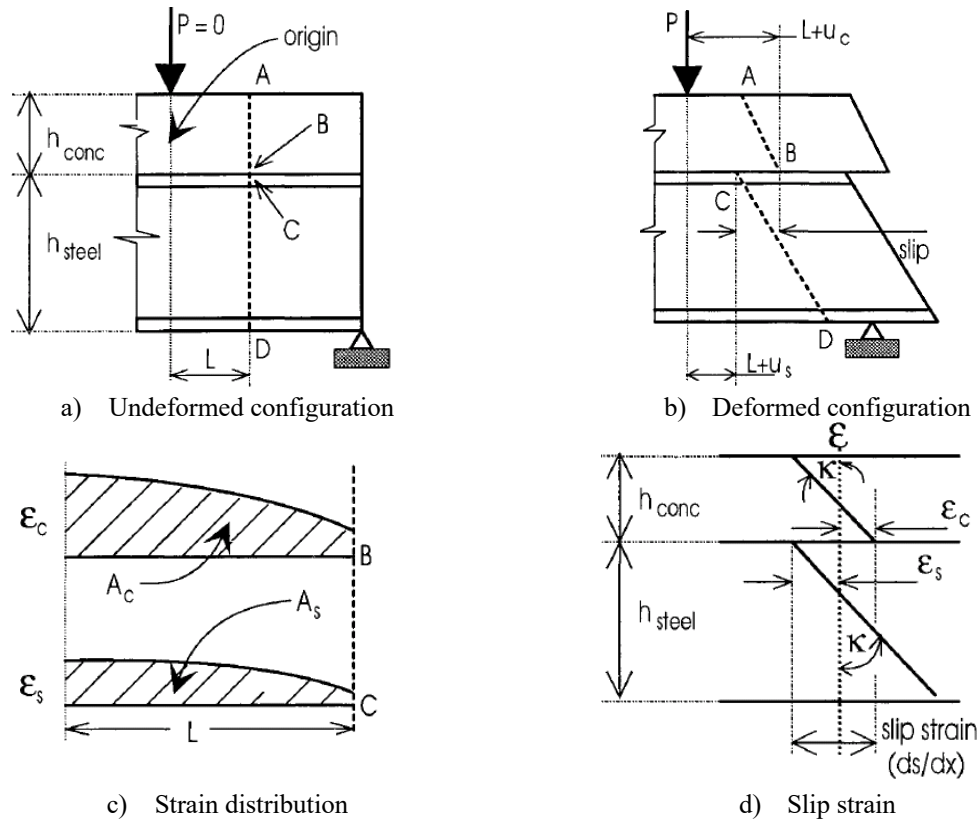 P = 0
origin
A
B
h conc
C
h steel
D
L
a) Undeformed configuration
P
L+u c
A
B
C
slip
D
L+u s
b) Deformed configuration
ε c
A c
B
A s
ε s
C
L
c) Strain distribution
ε
κ
h conc
ε c
ε s
h steel
κ
slip strain
(ds/dx)
d) Slip strain